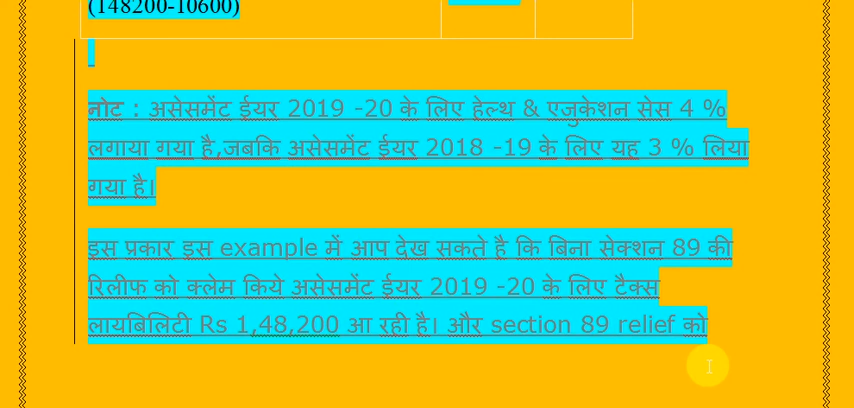 (148200-10600)
नोट : असेसमेंट ईयर 2019 -20 के लिए हेल्थ & एजुकेशन सेस 4 %
लगाया गया है,जबकि असेसमेंट ईयर 2018 -19 के लिए यह 3 % लिया
गया है।
इस प्रकार इस example में आप देख सकते है कि बिना सेक्शन 89 की
रिलीफ को क्लेम किये असेसमेंट ईयर 2019 -20 के लिए टैक्स
लायबिलिटी Rs 1,48,200 आ रही है। और section 89 relief को